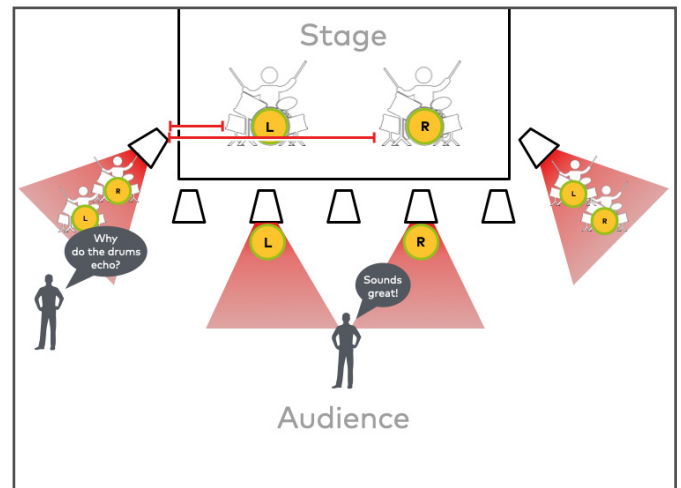 Stage
L
R
R
L
L
R
L
R
Why
do the drums
echo?
Sounds
great!
Audience